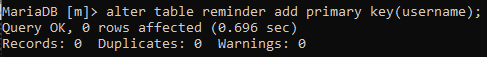 MariaDB [m]> alter table reminder add primary key(username);
Query OK, 0 rows affected (0.696 sec)
Records: 0  Duplicates: 0  Warnings: 0